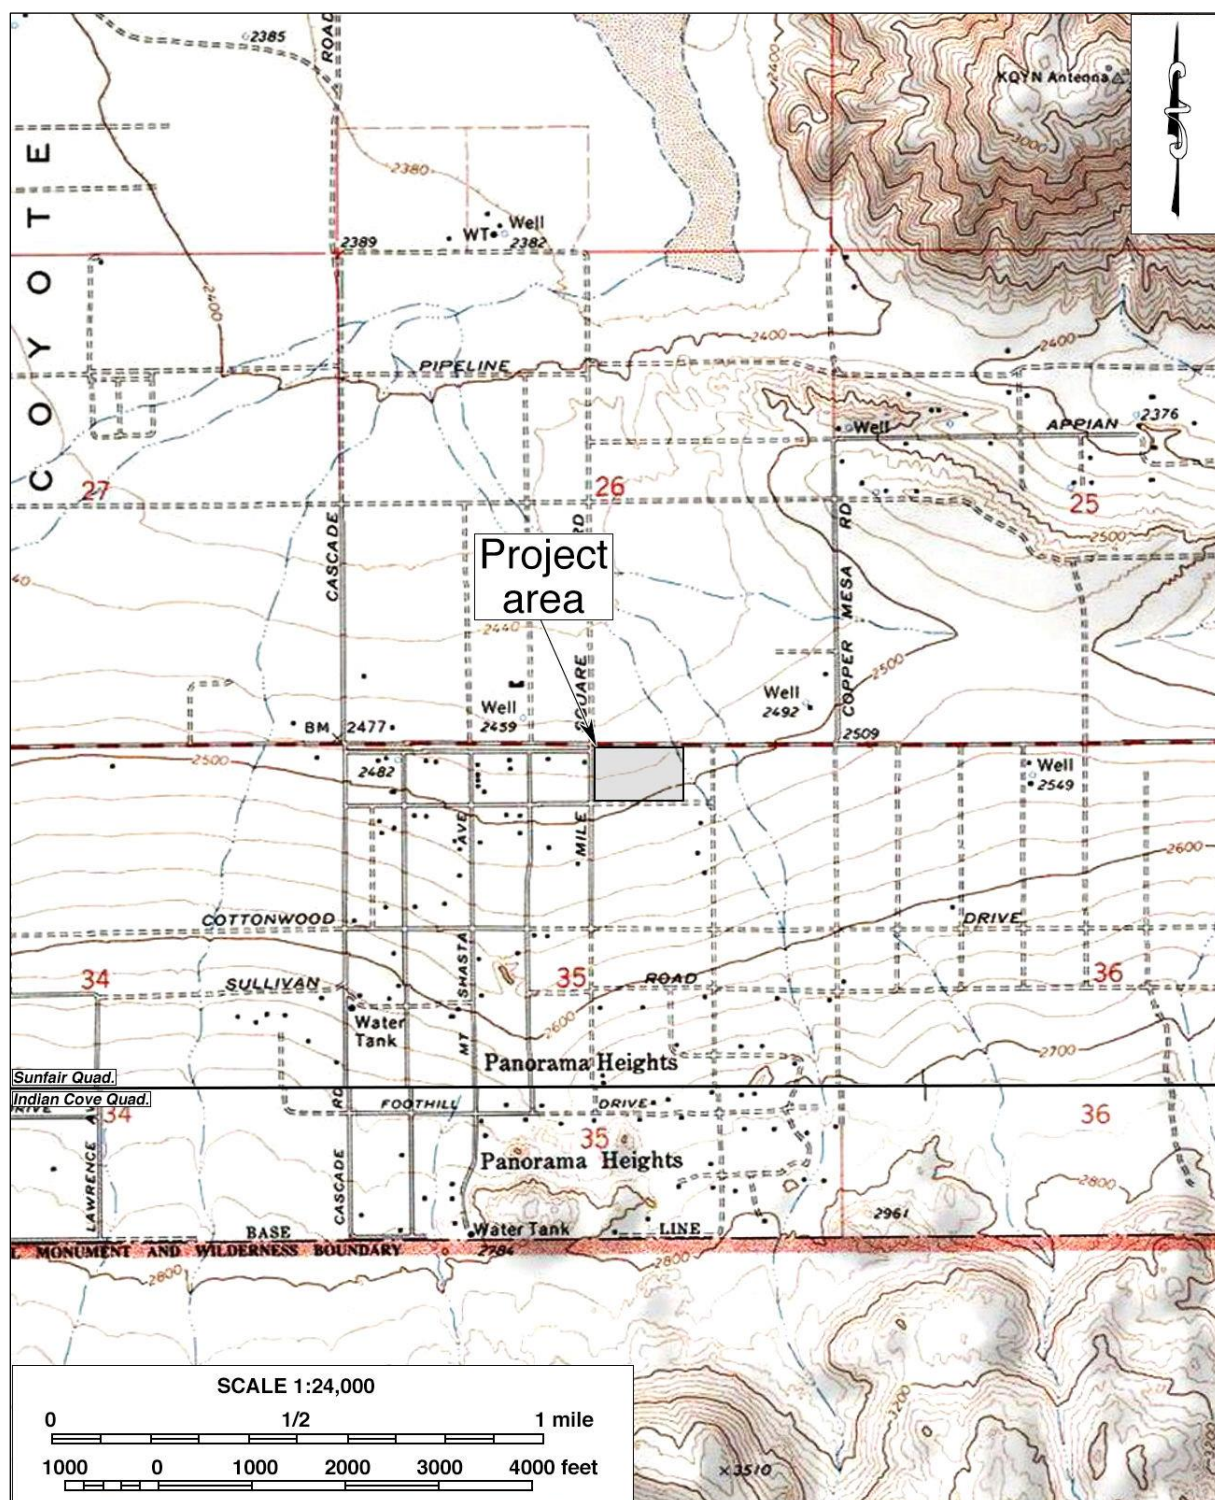 2385
ROAD
KQYN Antenna
2400
3000
COYOTE
2380
Well
WT
2382
2389
2400
2400
2400
PIPELINE
2376
APPIAN
Well
27
26
25
CASCADE
RD
COPPER MESA RD
2500
Project
area
2440
40
SQUARE
2500
Well
2459
Well
2492
BM
2477
2509
2500
2482
Well
2549
MILE
AVE
2600
COTTONWOOD
DRIVE
SHASTA
34
SULLIVAN
35
ROAD
36
Water
Tank
2600
MT
2700
Panorama Heights
Sunfair Quad.
Indian Cove Quad.
RD
FOOTHILL
DRIVE
34
36
35
LAWRENCE
Panorama Heights
2800
CASCADE
2961
BASE
Water Tank
LINE
L MONUMENT AND WILDERNESS BOUNDARY
2784
2800
2800
SCALE 1:24,000
0 1/2 1 mile
1000 0 1000 2000 3000 4000 feet
3200
×3510